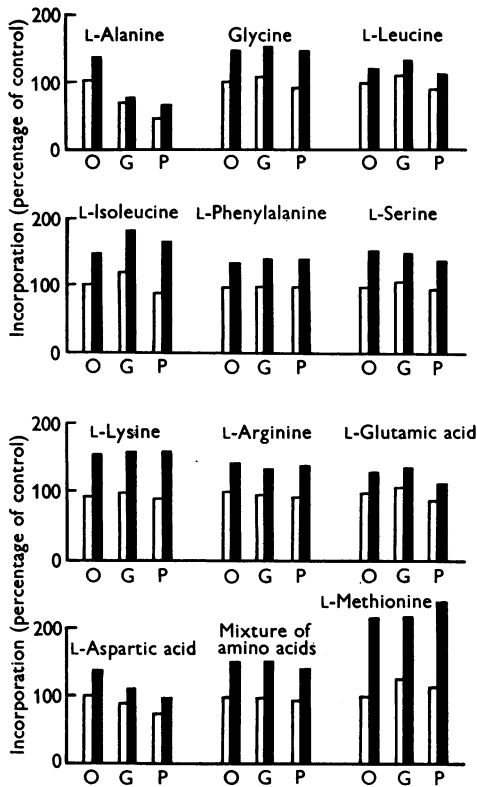 Incorporation (percentage of control)
200
100
0
L-Alanine
O G P
Glycine
O G P
L-Leucine
O G P
200
100
0
L-Isoleucine
O G P
L-Phenylalanine
O G P
L-Serine
O G P
Incorporation (percentage of control)
200
100
0
L-Lysine
O G P
L-Arginine
O G P
L-Glutamic acid
O G P
200
100
0
L-Aspartic acid
O G P
Mixture of
amino acids
O G P
L-Methionine
O G P